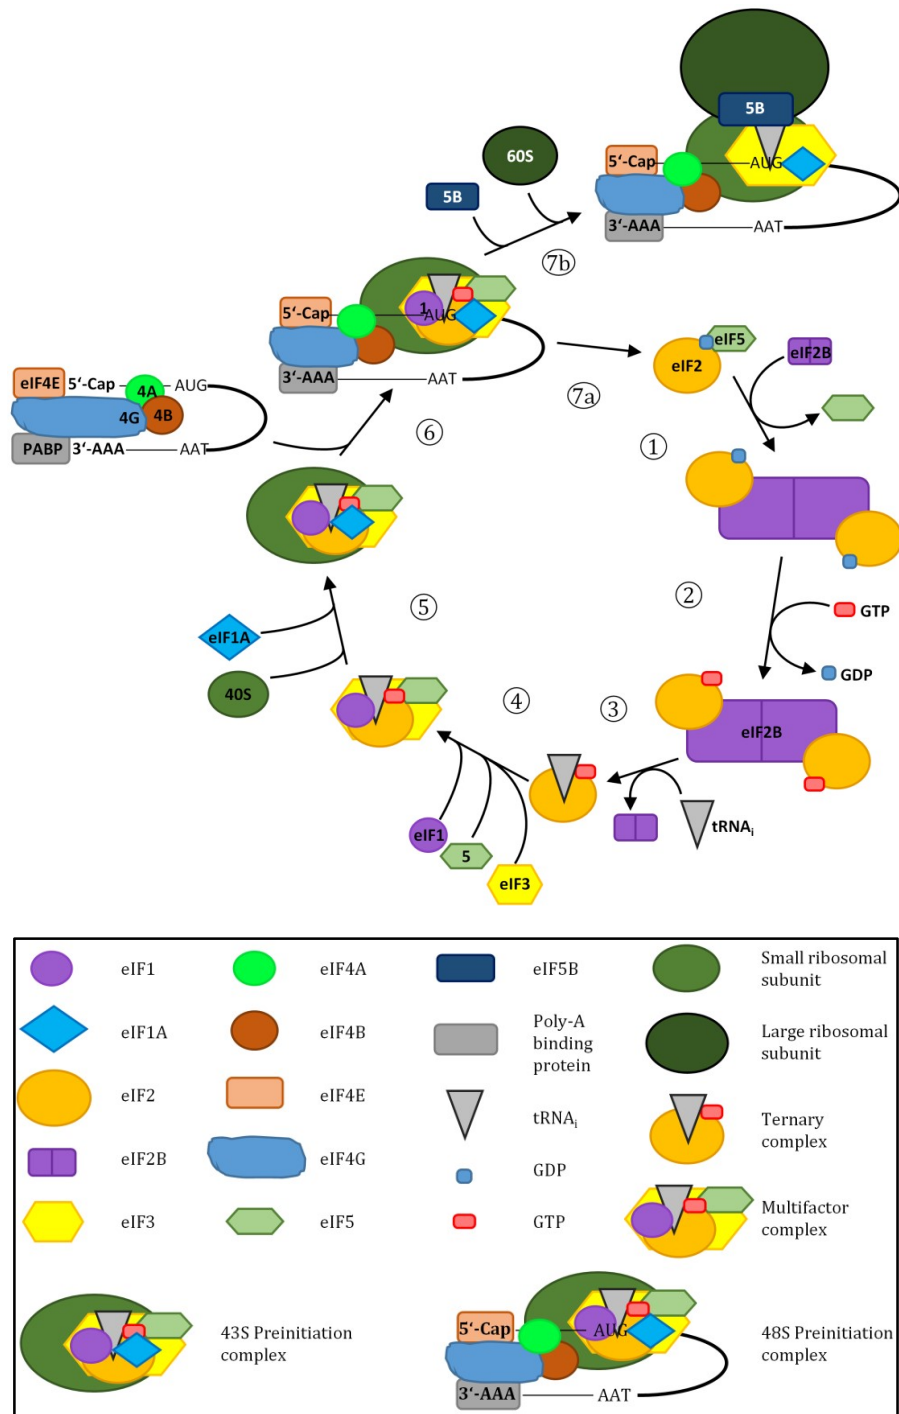 5B
60S
5'-Cap
AUG
5B
3'-AAA
AAT
7b
5'-Cap
1
AUG
3'-AAA
AAT
eIF2
eIF5
eIF2B
7a
eIF4E
5'-Cap
4A
AUG
4G
4B
PABP
3'-AAA
AAT
6
1
5
2
eIF1A
GTP
40S
GDP
4
3
eIF2B
eIF1
5
eIF3
tRNAi
eIF1
eIF4A
eIF5B
Small ribosomal
subunit
eIF1A
eIF4B
Poly-A
binding
protein
Large ribosomal
subunit
eIF2
eIF4E
tRNAi
Ternary
complex
eIF2B
eIF4G
GDP
eIF3
eIF5
GTP
Multifactor
complex
43S Preinitiation
complex
5'-Cap
AUG
3'-AAA
AAT
48S Preinitiation
complex